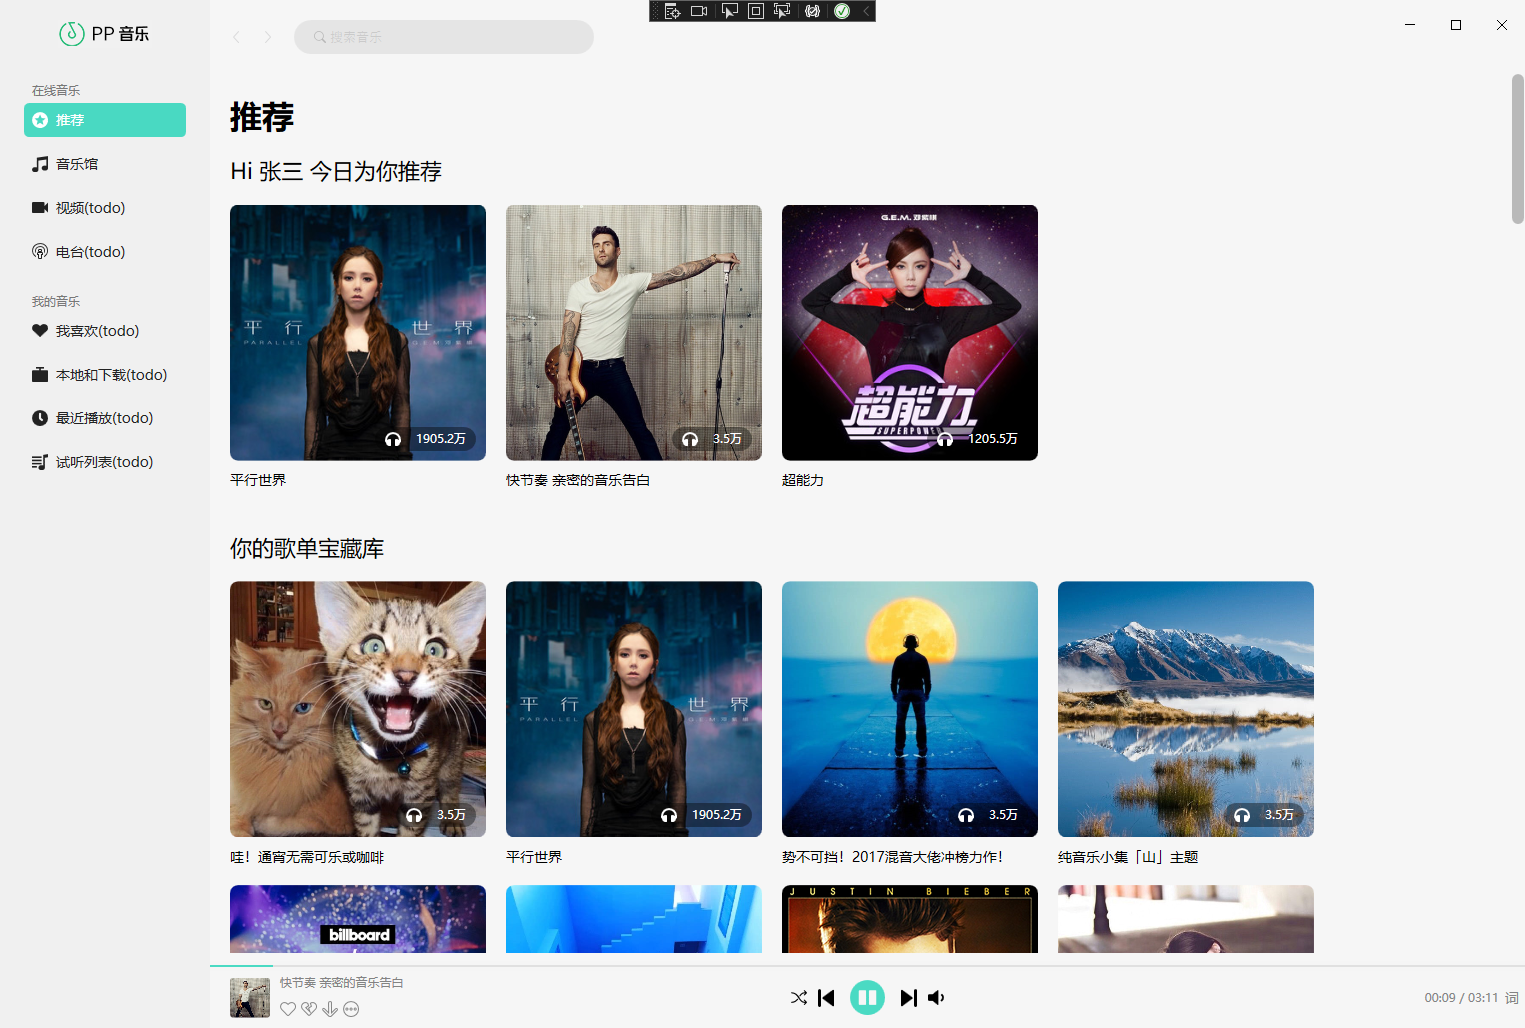 PP 音乐
搜索音乐
在线音乐
推荐
音乐馆
视频(todo)
电台(todo)
我的音乐
我喜欢(todo)
本地和下载(todo)
最近播放(todo)
试听列表(todo)
推荐
Hi 张三 今日为你推荐
平行世界
PARALLEL G.E.M.邓紫棋
1905.2万
3.5万
G.E.M.邓紫棋
超能力
SUPERPOWER
1205.5万
平行世界
快节奏 亲密的音乐告白
超能力
你的歌单宝藏库
3.5万
平行世界
PARALLEL G.E.M.邓紫棋
1905.2万
3.5万
3.5万
哇！通宵无需可乐或咖啡
平行世界
势不可挡！2017混音大佬冲榜力作！
纯音乐小集「山」主题
billboard
JUSTIN BIEBER
快节奏 亲密的音乐告白
00:09 / 03:11 词